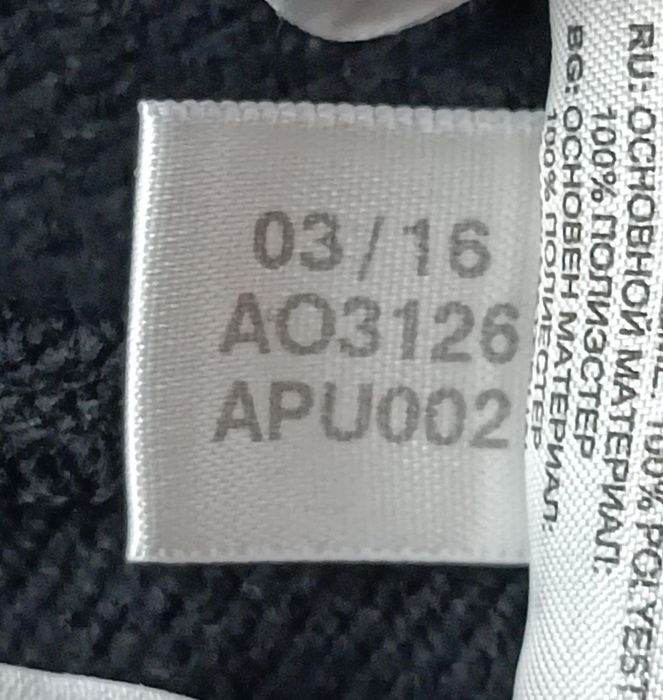 03/16
AO3126
APU002
RU: ОСНОВНОЙ МАТЕРИАЛ:
100% ПОЛИЭСТЕР
BG: ОСНОВЕН МАТЕРИАЛ:
100% ПОЛИЕСТЕР
100% POLYEST